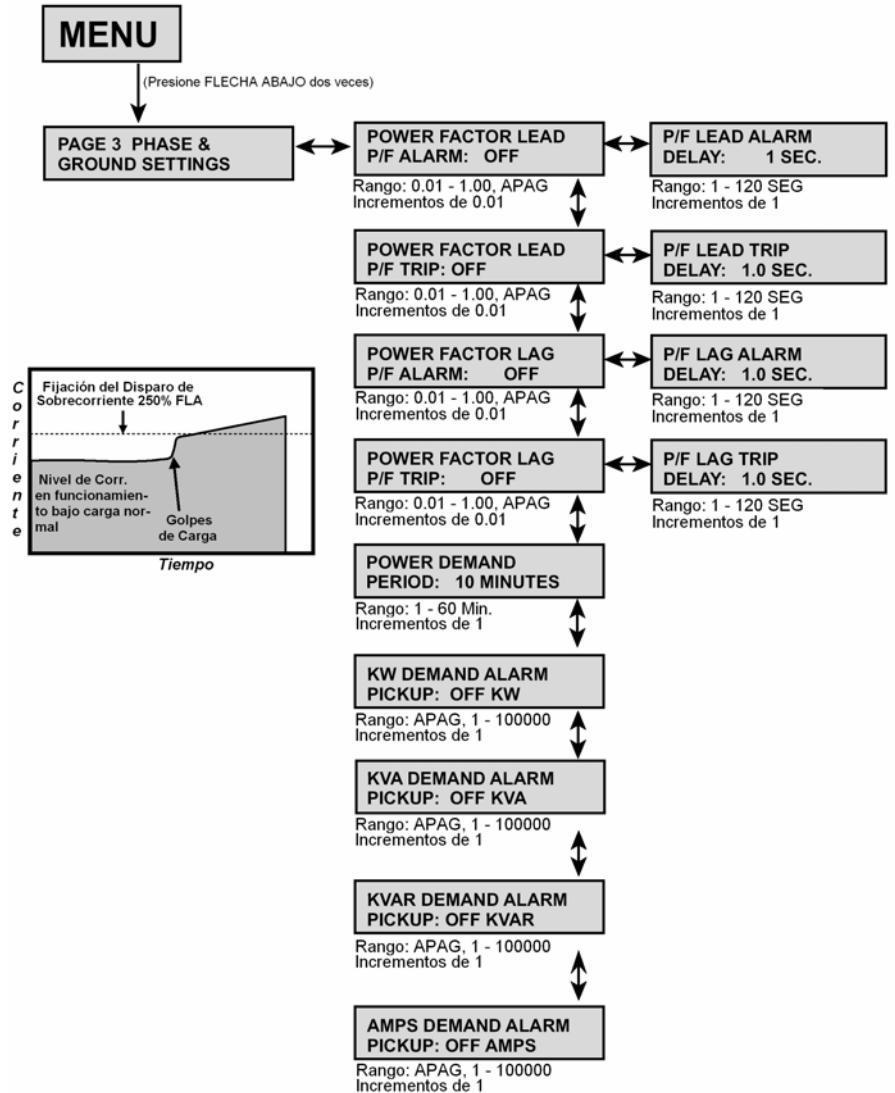 MENU
(Presione FLECHA ABAJO dos veces)
PAGE 3 PHASE &
GROUND SETTINGS
POWER FACTOR LEAD
P/F ALARM: OFF
Rango: 0.01 - 1.00, APAG
Incrementos de 0.01
P/F LEAD ALARM
DELAY: 1 SEC.
Rango: 1 - 120 SEG
Incrementos de 1
POWER FACTOR LEAD
P/F TRIP: OFF
Rango: 0.01 - 1.00, APAG
Incrementos de 0.01
P/F LEAD TRIP
DELAY: 1.0 SEC.
Rango: 1 - 120 SEG
Incrementos de 1
POWER FACTOR LAG
P/F ALARM: OFF
Rango: 0.01 - 1.00, APAG
Incrementos de 0.01
P/F LAG ALARM
DELAY: 1.0 SEC.
Rango: 1 - 120 SEG
Incrementos de 1
POWER FACTOR LAG
P/F TRIP: OFF
Rango: 0.01 - 1.00, APAG
Incrementos de 0.01
P/F LAG TRIP
DELAY: 1.0 SEC.
Rango: 1 - 120 SEG
Incrementos de 1
Corriente
Fijación del Disparo de
Sobrecorriente 250% FLA
Nivel de Corr.
en funcionamien-
to bajo carga nor-
mal
Golpes
de Carga
Tiempo
POWER DEMAND
PERIOD: 10 MINUTES
Rango: 1 - 60 Min.
Incrementos de 1
KW DEMAND ALARM
PICKUP: OFF KW
Rango: APAG, 1 - 100000
Incrementos de 1
KVA DEMAND ALARM
PICKUP: OFF KVA
Rango: APAG, 1 - 100000
Incrementos de 1
KVAR DEMAND ALARM
PICKUP: OFF KVAR
Rango: APAG, 1 - 100000
Incrementos de 1
AMPS DEMAND ALARM
PICKUP: OFF AMPS
Rango: APAG, 1 - 100000
Incrementos de 1